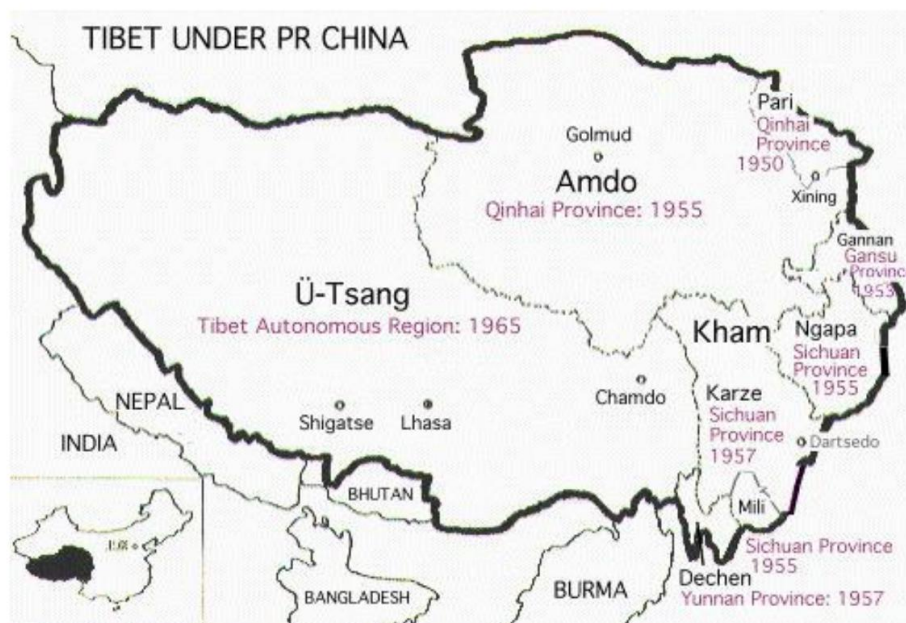 TIBET UNDER PR CHINA
Pari
Qinhai
Province
1950
Golmud
Amdo
Qinhai Province: 1955
Xining
Gannan
Gansu
Provinc
1953
Ü-Tsang
Tibet Autonomous Region: 1965
Kham
Ngapa
Sichuan
Province
1955
Chamdo
Karze
Sichuan
Province
1957
Shigatse
Lhasa
Dartsedo
NEPAL
INDIA
BHUTAN
Mili
Sichuan Province
1955
Dechen
Yunnan Province: 1957
BANGLADESH
BURMA